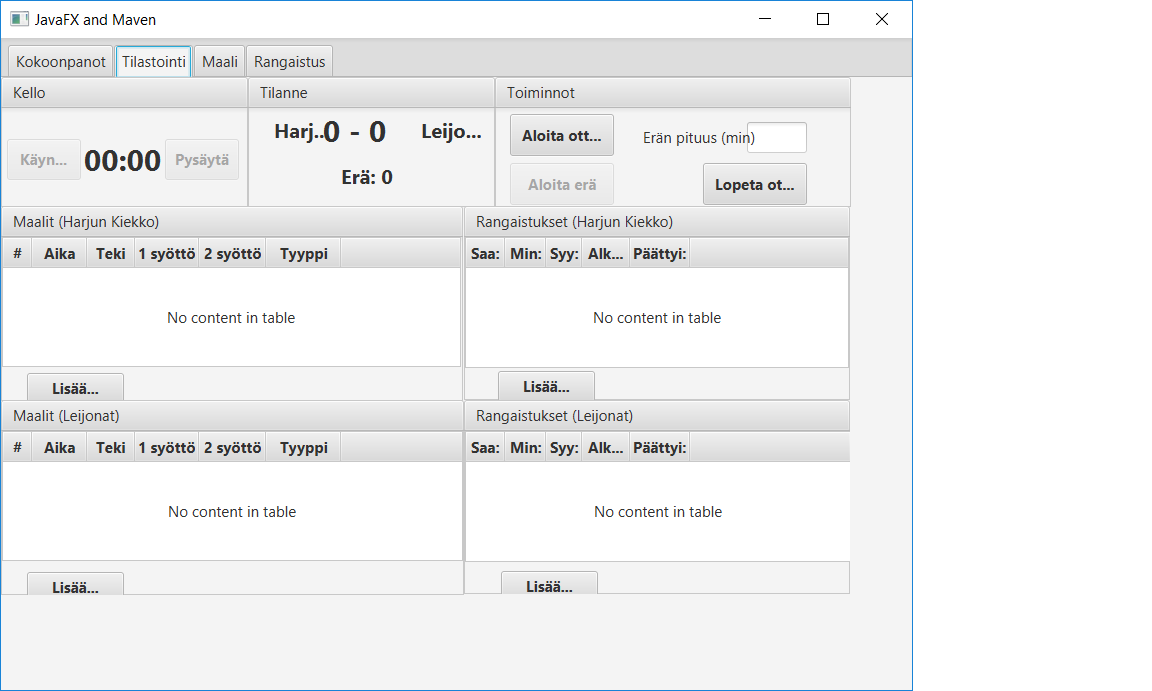 JavaFX and Maven
Kokoonpanot Tilastointi Maali Rangaistus
Kello Tilanne Toiminnot
Harj... 0 - 0 Leijo... Aloita ott... Erän pituus (min)
Käyn... 00:00 Pysäytä
Erä: 0 Aloita erä Lopeta ot...
Maalit (Harjun Kiekko) Rangaistukset (Harjun Kiekko)
# Aika Teki 1 syöttö 2 syöttö Tyyppi Saa: Min: Syy: Alk... Päättyi:
No content in table No content in table
Lisää... Lisää...
Maalit (Leijonat) Rangaistukset (Leijonat)
# Aika Teki 1 syöttö 2 syöttö Tyyppi Saa: Min: Syy: Alk... Päättyi:
No content in table No content in table
Lisää... Lisää...